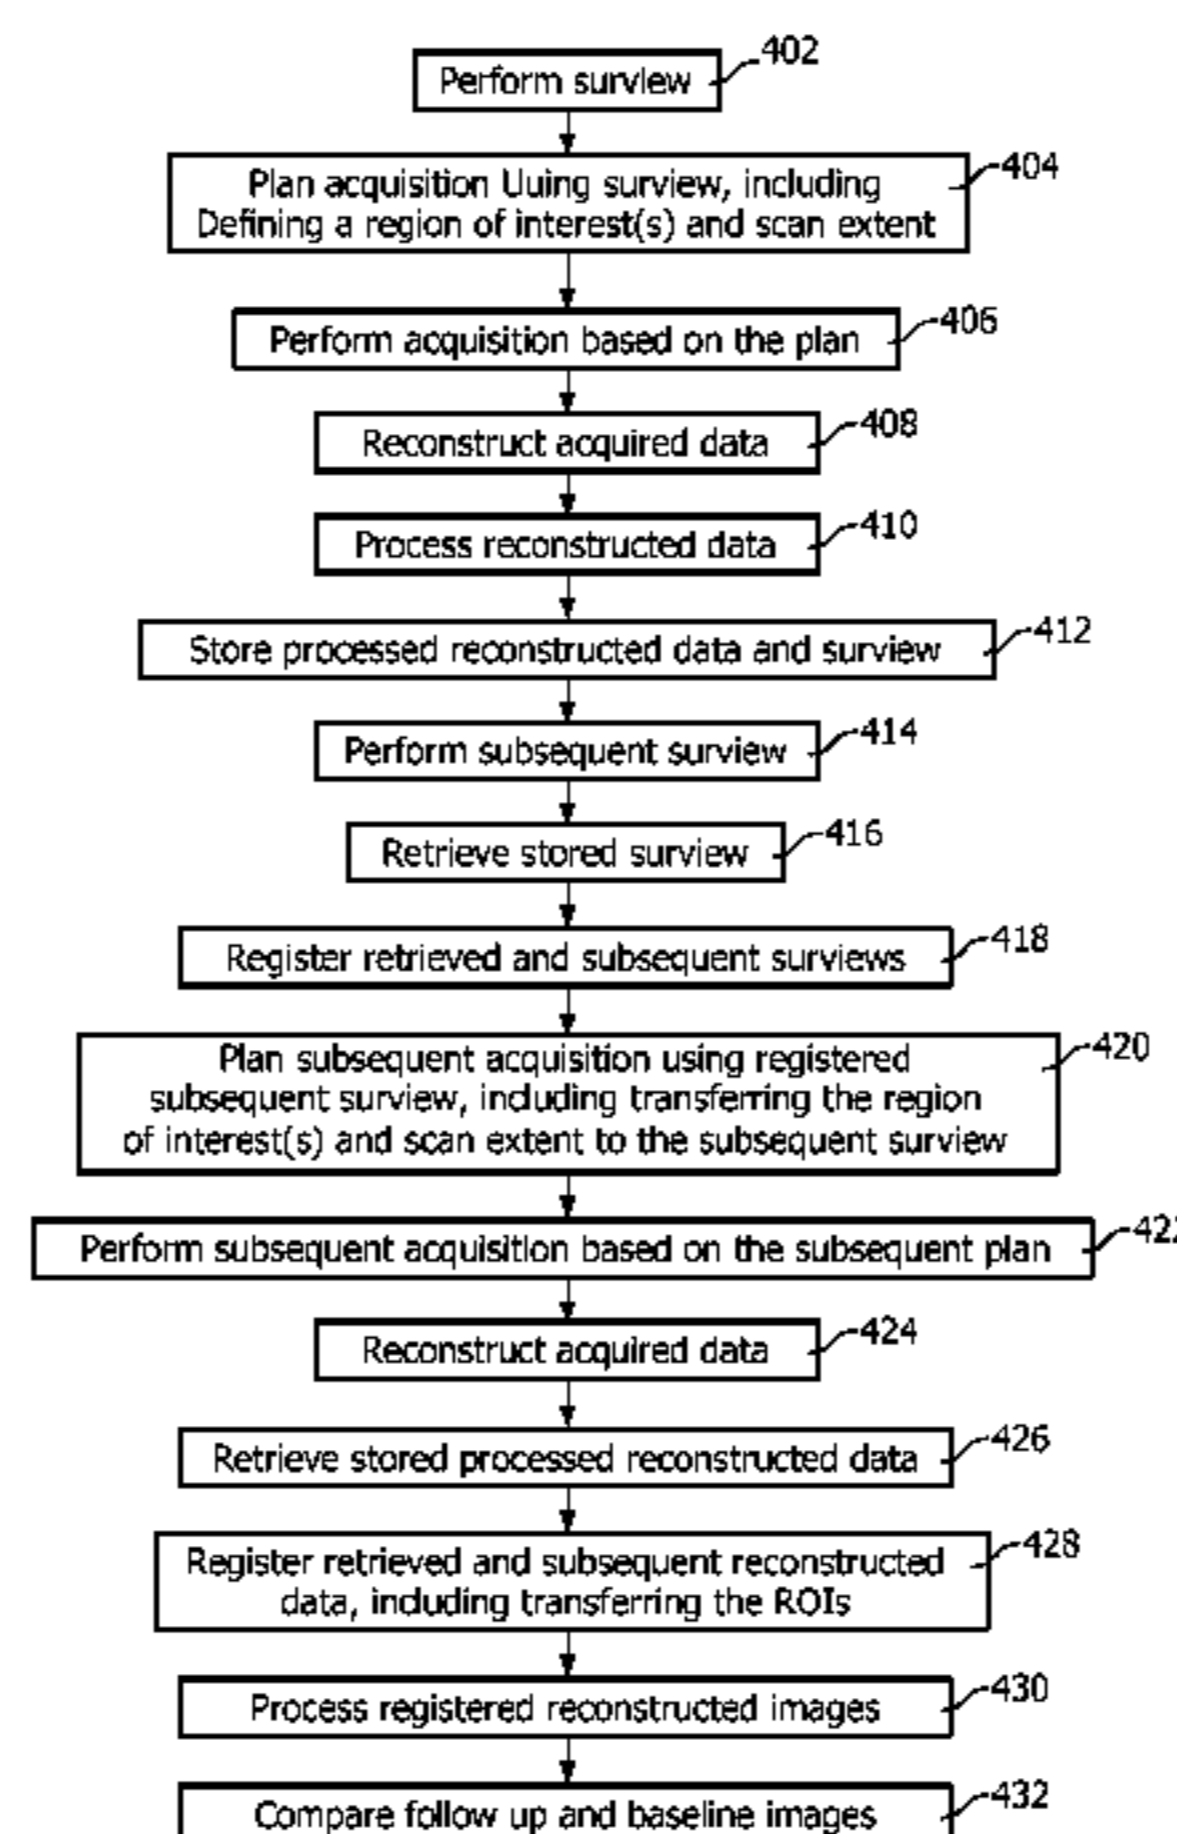 Perform surview
402
Plan acquisition Uuing surview, including
Defining a region of interest(s) and scan extent
404
Perform acquisition based on the plan
406
Reconstruct acquired data
408
Process reconstructed data
410
Store processed reconstructed data and surview
412
Perform subsequent surview
414
Retrieve stored surview
416
Register retrieved and subsequent surviews
418
Plan subsequent acquisition using registered
subsequent surview, including transferring the region
of interest(s) and scan extent to the subsequent surview
420
Perform subsequent acquisition based on the subsequent plan
422
Reconstruct acquired data
424
Retrieve stored processed reconstructed data
426
Register retrieved and subsequent reconstructed
data, including transferring the ROIs
428
Process registered reconstructed images
430
Compare follow up and baseline images
432